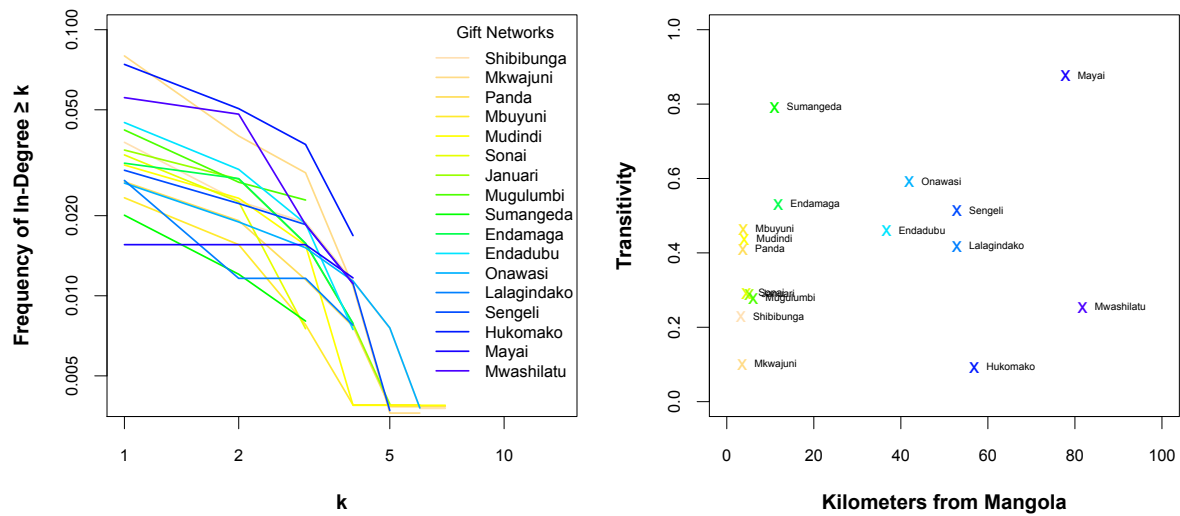 Gift Networks
Shibibunga
Mkwajuni
Panda
Mbuyuni
Mudindi
Sonai
Januari
Mugulumbi
Sumangeda
Endamaga
Endadubu
Onawasi
Lalagindako
Sengeli
Hukomako
Mayai
Mwashilatu
Frequency of In-Degree ≥ k
0.100
0.050
0.020
0.010
0.005
1 2 5 10
k
Transitivity
1.0
0.8
0.6
0.4
0.2
0.0
Mayai
Sumangeda
Onawasi
Endamaga
Sengeli
Mbuyuni
Endadubu
Mudindi
Panda
Lalagindako
Sonai
Mugulumbi
Mwashilatu
Shibibunga
Mkwajuni
Hukomako
0 20 40 60 80 100
Kilometers from Mangola